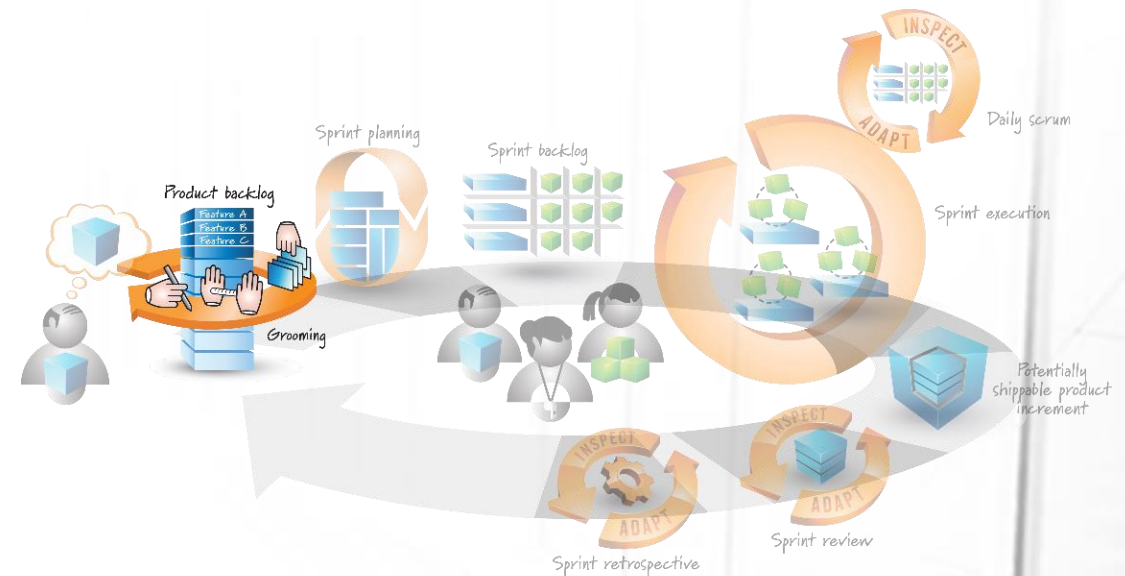 INSPECT
ADAPT
Daily scrum
Sprint planning
Sprint backlog
Product backlog
Feature A
Feature B
Feature C
Sprint execution
Grooming
Potentially
shippable product
increment
INSPECT
ADAPT
Sprint review
INSPECT
ADAPT
Sprint retrospective